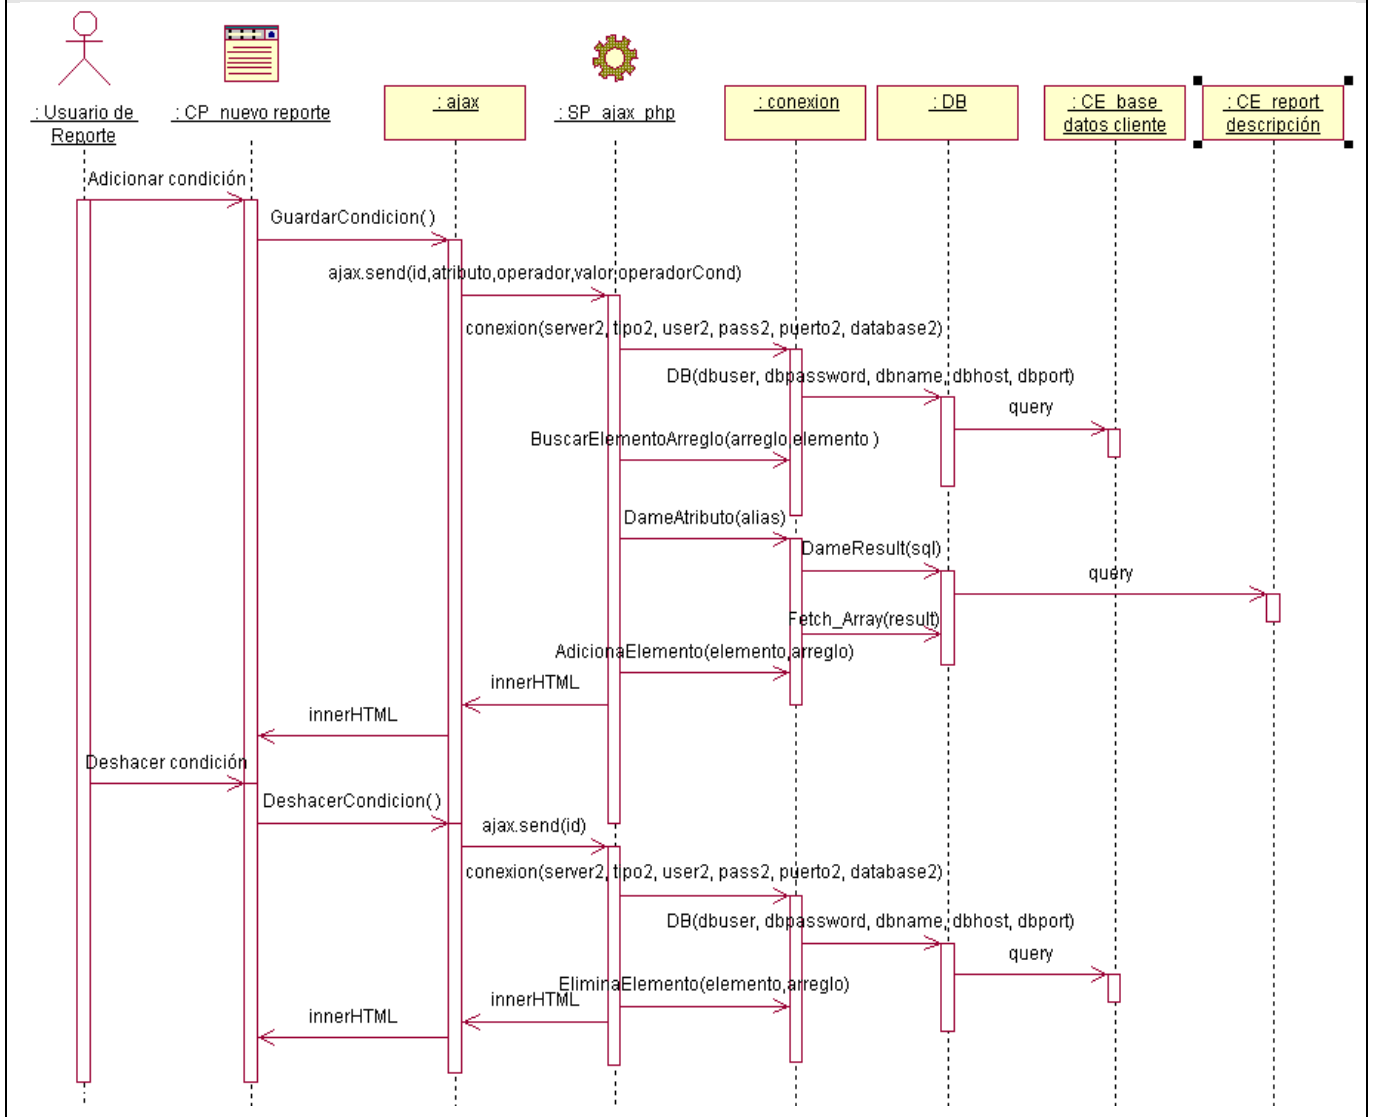 : Usuario de
Reporte
: CP_nuevo reporte
: ajax
: SP_ajax_php
: conexion
: DB
: CE_base
datos cliente
: CE_report
descripción
Adicionar condición
GuardarCondicion( )
ajax.send(id,atributo,operador,valor,operadorCond)
conexion(server2, tipo2, user2, pass2, puerto2, database2)
DB(dbuser, dbpassword, dbname, dbhost, dbport)
query
BuscarElementoArreglo(arreglo,elemento )
DameAtributo(alias)
DameResult(sql)
query
Fetch_Array(result)
AdicionaElemento(elemento,arreglo)
innerHTML
innerHTML
Deshacer condición
DeshacerCondicion( )
ajax.send(id)
conexion(server2, tipo2, user2, pass2, puerto2, database2)
DB(dbuser, dbpassword, dbname, dbhost, dbport)
query
EliminaElemento(elemento,arreglo)
innerHTML
innerHTML